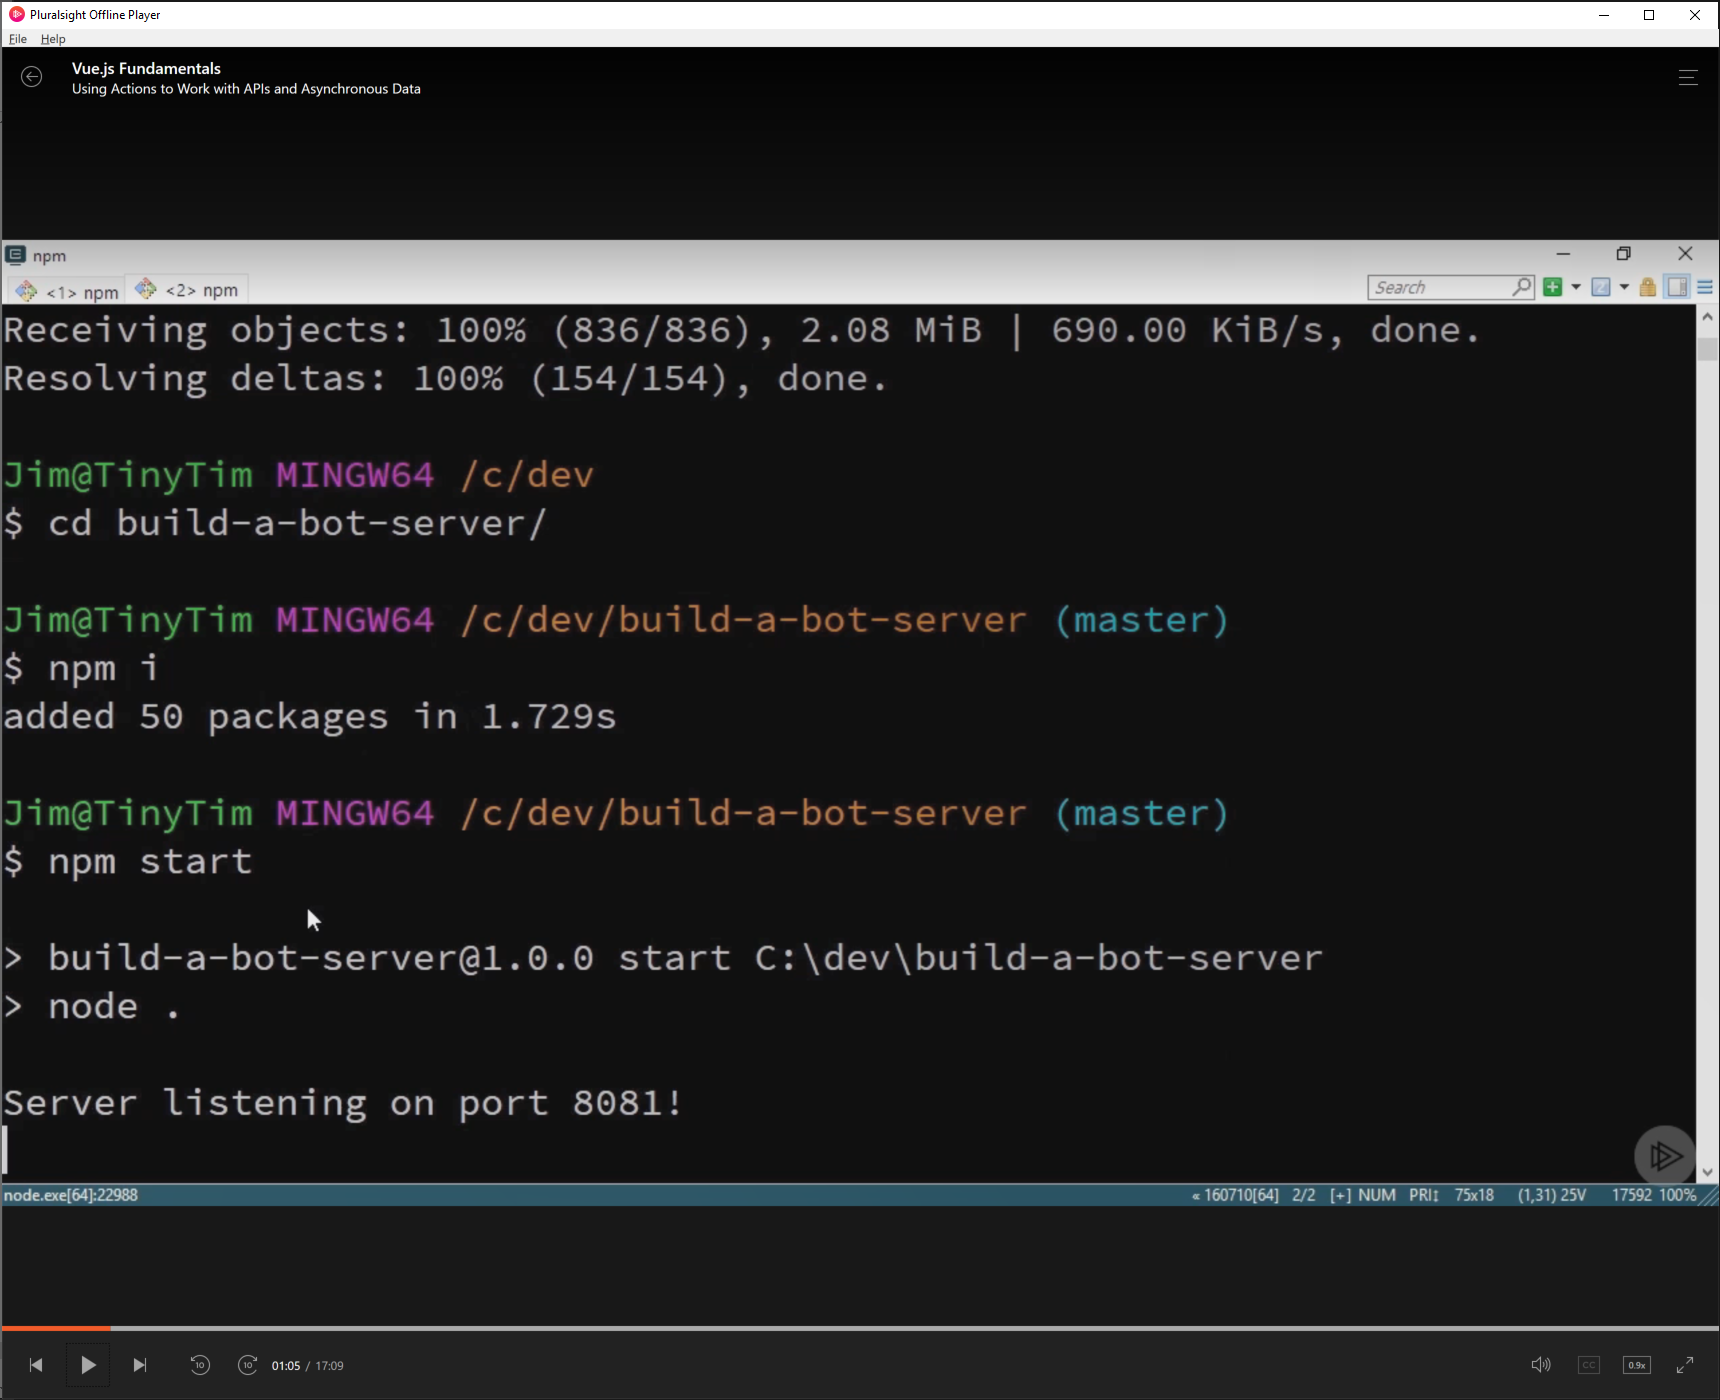 Pluralsight Offline Player
File Help
Vue.js Fundamentals
Using Actions to Work with APIs and Asynchronous Data
npm
<1> npm <2> npm
Search
Receiving objects: 100% (836/836), 2.08 MiB | 690.00 KiB/s, done.
Resolving deltas: 100% (154/154), done.
Jim@TinyTim MINGW64 /c/dev
$ cd build-a-bot-server/
Jim@TinyTim MINGW64 /c/dev/build-a-bot-server (master)
$ npm i
added 50 packages in 1.729s
Jim@TinyTim MINGW64 /c/dev/build-a-bot-server (master)
$ npm start
> build-a-bot-server@1.0.0 start C:\dev\build-a-bot-server
> node .
Server listening on port 8081!
node.exe[64]:22988 « 160710[64] 2/2 [+] NUM PRI↕ 75x18 (1,31) 25V 17592 100%
10 10 01:05 / 17:09 CC 0.9x